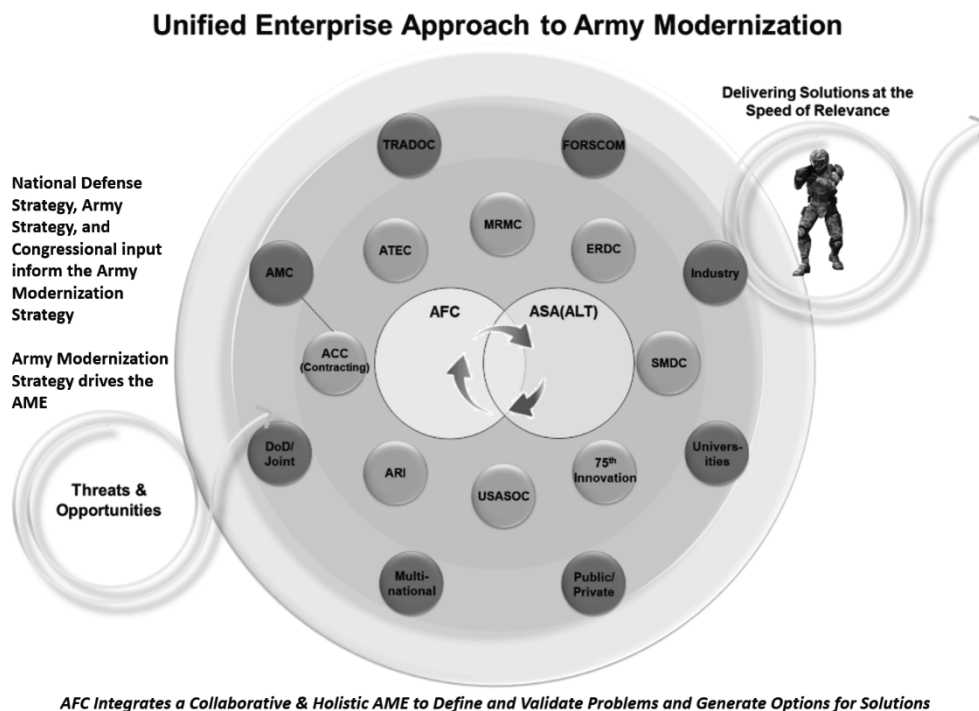 Unified Enterprise Approach to Army Modernization
Delivering Solutions at the
Speed of Relevance
TRADOC
FORSCOM
National Defense
Strategy, Army
Strategy, and
Congressional input
inform the Army
Modernization
Strategy
MRMC
ATEC
ERDC
AMC
Industry
AFC
ASA(ALT)
ACC
(Contracting)
SMDC
Army Modernization
Strategy drives the
AME
DoD/
Joint
Univers-
ities
ARI
75th
Innovation
USASOC
Threats &
Opportunities
Multi-
national
Public/
Private
AFC Integrates a Collaborative & Holistic AME to Define and Validate Problems and Generate Options for Solutions